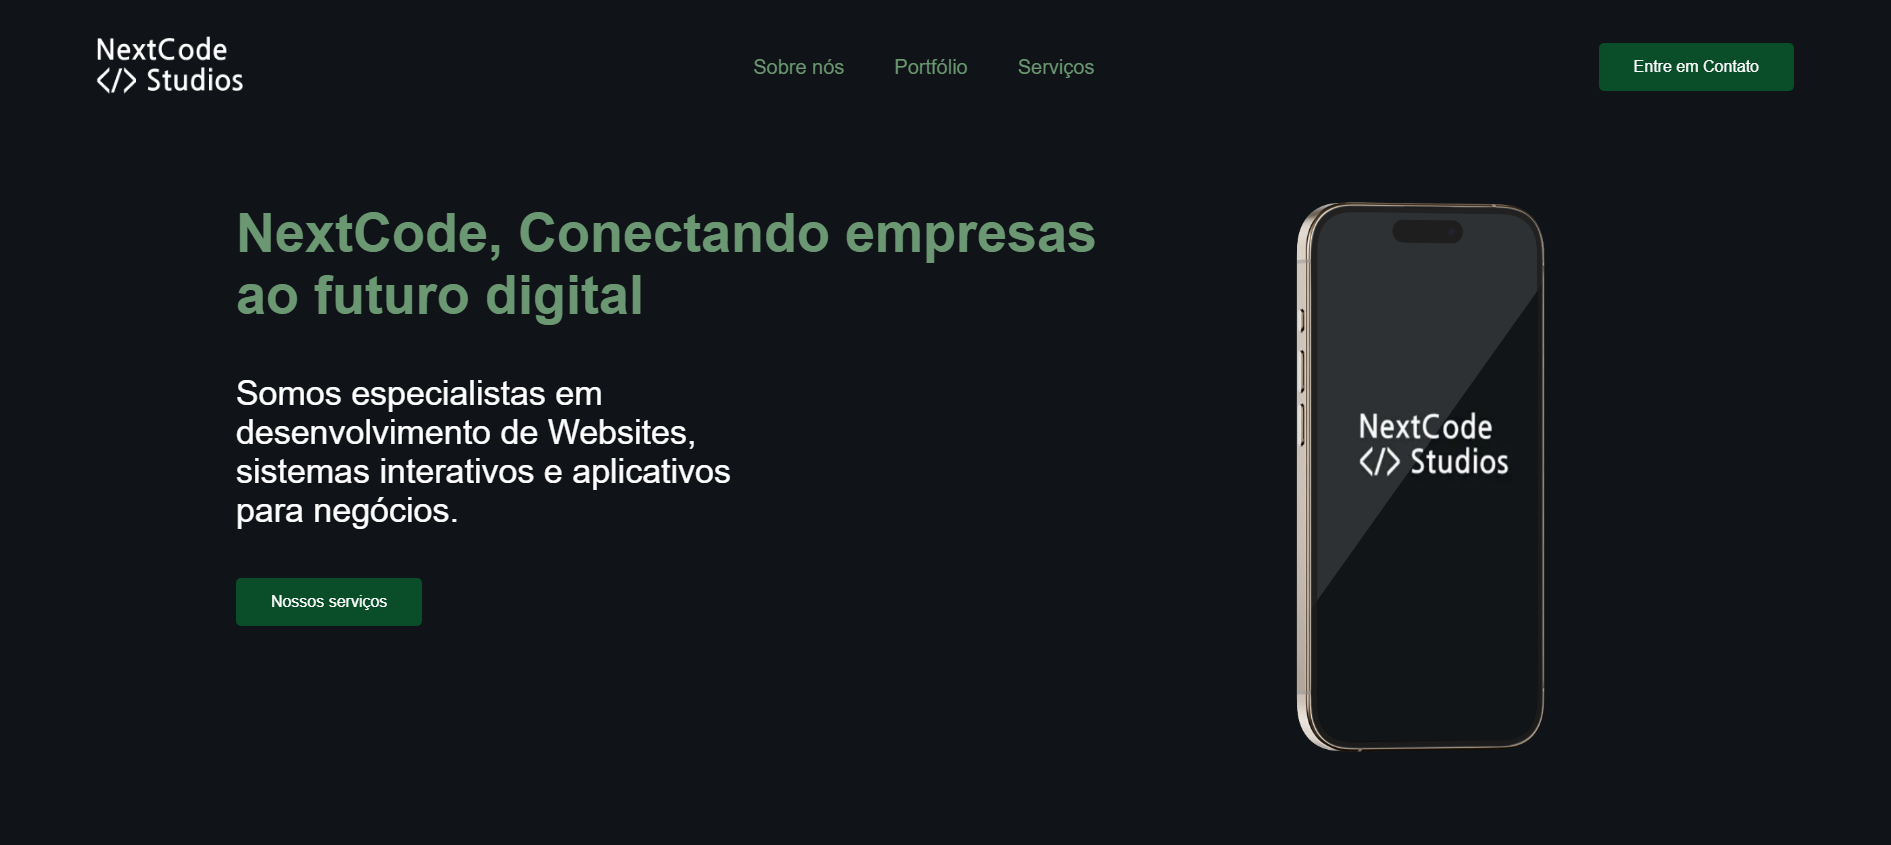 NextCode
</> Studios
Sobre nós
Portfólio
Serviços
Entre em Contato
NextCode, Conectando empresas
ao futuro digital
Somos especialistas em
desenvolvimento de Websites,
sistemas interativos e aplicativos
para negócios.
Nossos serviços
NextCode
</> Studios